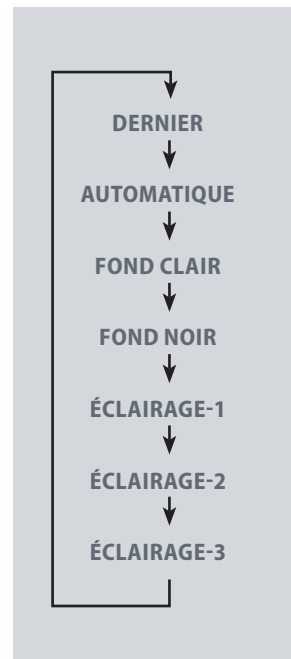 DERNIER
AUTOMATIQUE
FOND CLAIR
FOND NOIR
ÉCLAIRAGE-1
ÉCLAIRAGE-2
ÉCLAIRAGE-3